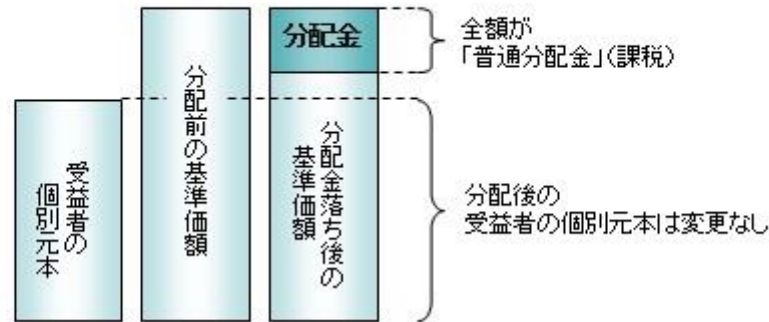 分配金
全額が
「普通分配金」(課税)
分配前の基準価額
受益者の
個別元本
分配金落ち後の
基準価額
分配後の
受益者の個別元本は変更なし